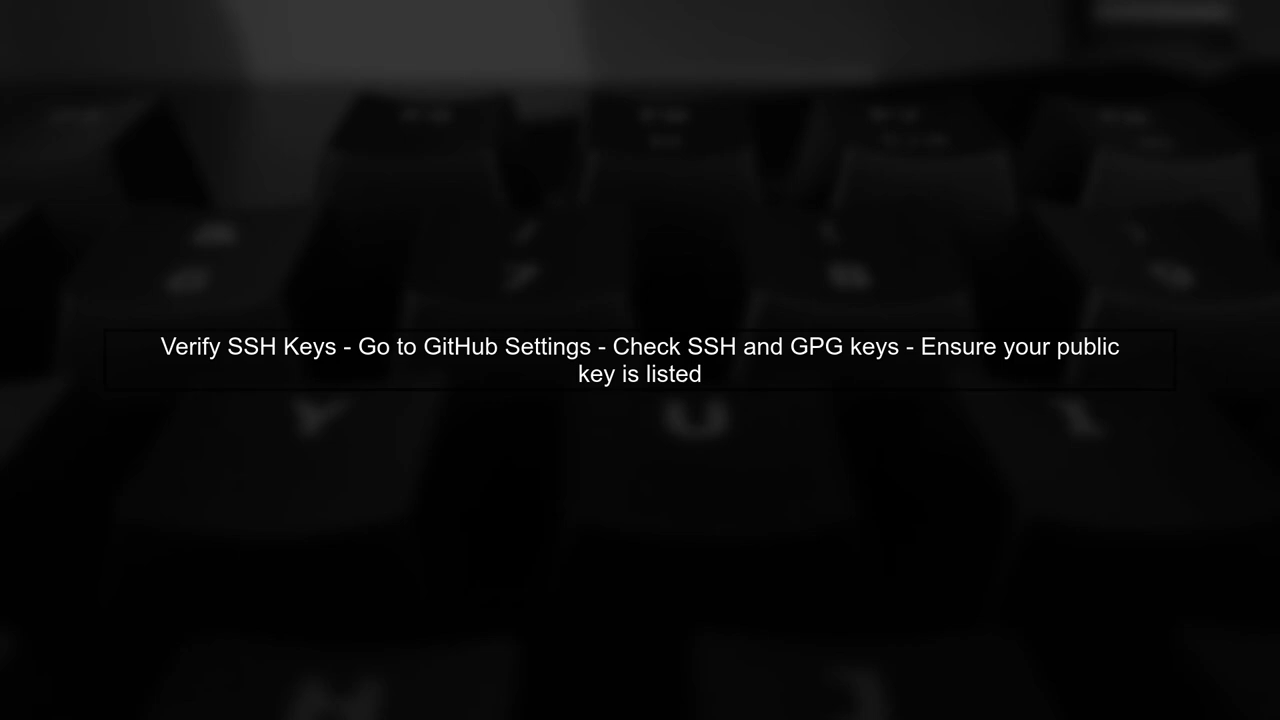 Verify SSH Keys - Go to GitHub Settings - Check SSH and GPG keys - Ensure your public
key is listed